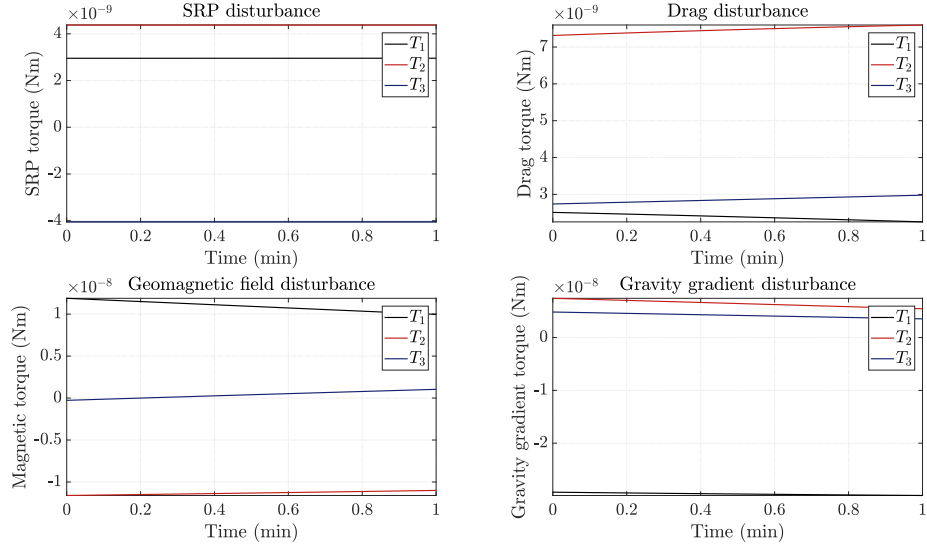 SRP disturbance
×10⁻⁹
4
2
0
-2
-4
SRP torque (Nm)
T₁
T₂
T₃
0 0.2 0.4 0.6 0.8 1
Time (min)
Drag disturbance
×10⁻⁹
7
6
5
4
3
Drag torque (Nm)
T₁
T₂
T₃
0 0.2 0.4 0.6 0.8 1
Time (min)
Geomagnetic field disturbance
×10⁻⁸
1
0.5
0
-0.5
-1
Magnetic torque (Nm)
T₁
T₂
T₃
0 0.2 0.4 0.6 0.8 1
Time (min)
Gravity gradient disturbance
×10⁻⁸
0
-1
-2
Gravity gradient torque (Nm)
T₁
T₂
T₃
0 0.2 0.4 0.6 0.8 1
Time (min)